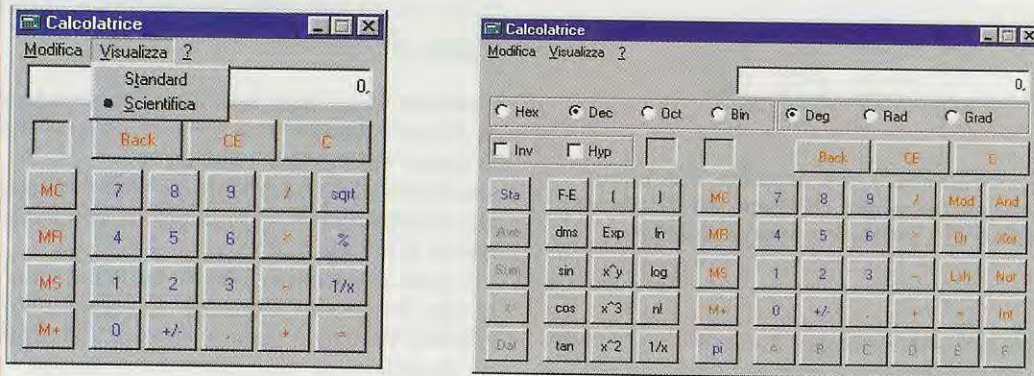 Calcolatrice
Modifica Visualizza ?
Standard
Scientifica
0,
Back CE C
MC 7 8 9 / sqrt
MR 4 5 6 × %
MS 1 2 3 - 1/x
M+ 0 +/- , + =
Calcolatrice
Modifica Visualizza ?
0,
Hex Dec Oct Bin Deg Rad Grad
Inv Hyp Back CE C
Sta F-E ( ) MC 7 8 9 / Mod And
Ave dms Exp ln MR 4 5 6 × Or Xor
Sum sin x^y log MS 1 2 3 - Lsh Not
cos x^3 n! M+ 0 +/- . + = Int
Dat tan x^2 1/x pi A B C D E F